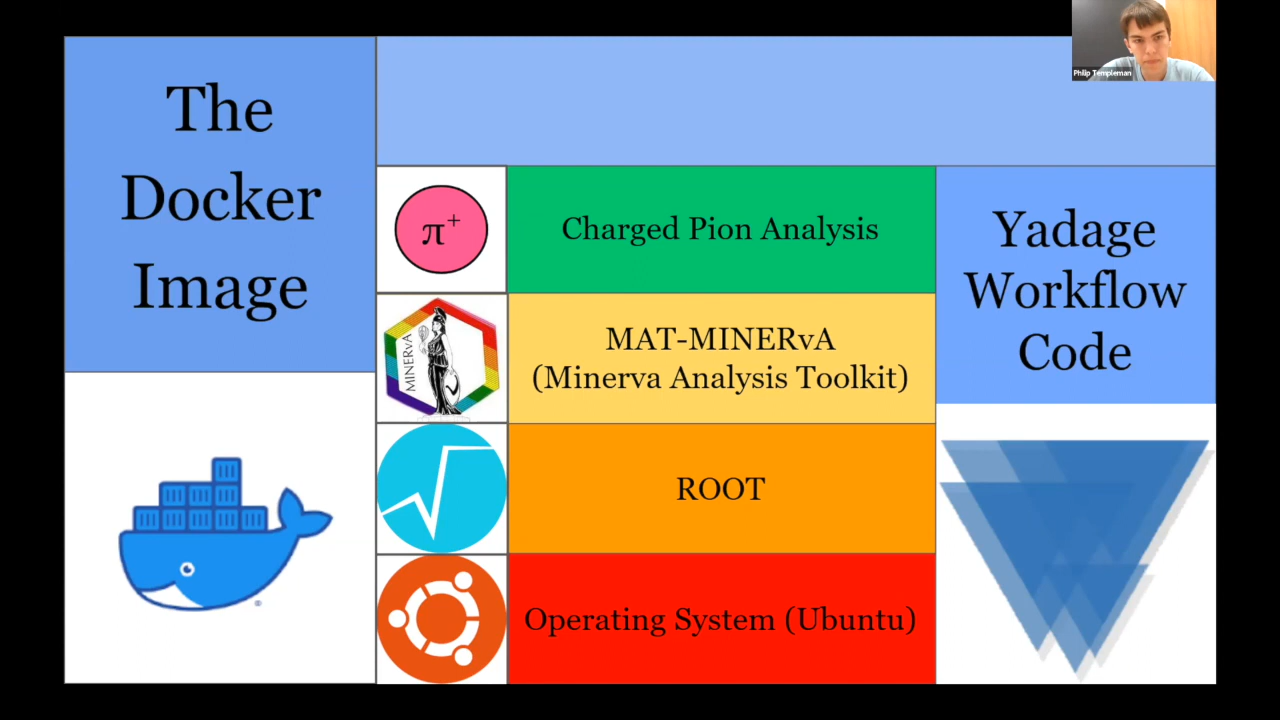 The
Docker
Image
π+
Charged Pion Analysis
MINERvA
MAT-MINERvA
(Minerva Analysis Toolkit)
ROOT
Operating System (Ubuntu)
Yadage
Workflow
Code
Philip Templeman